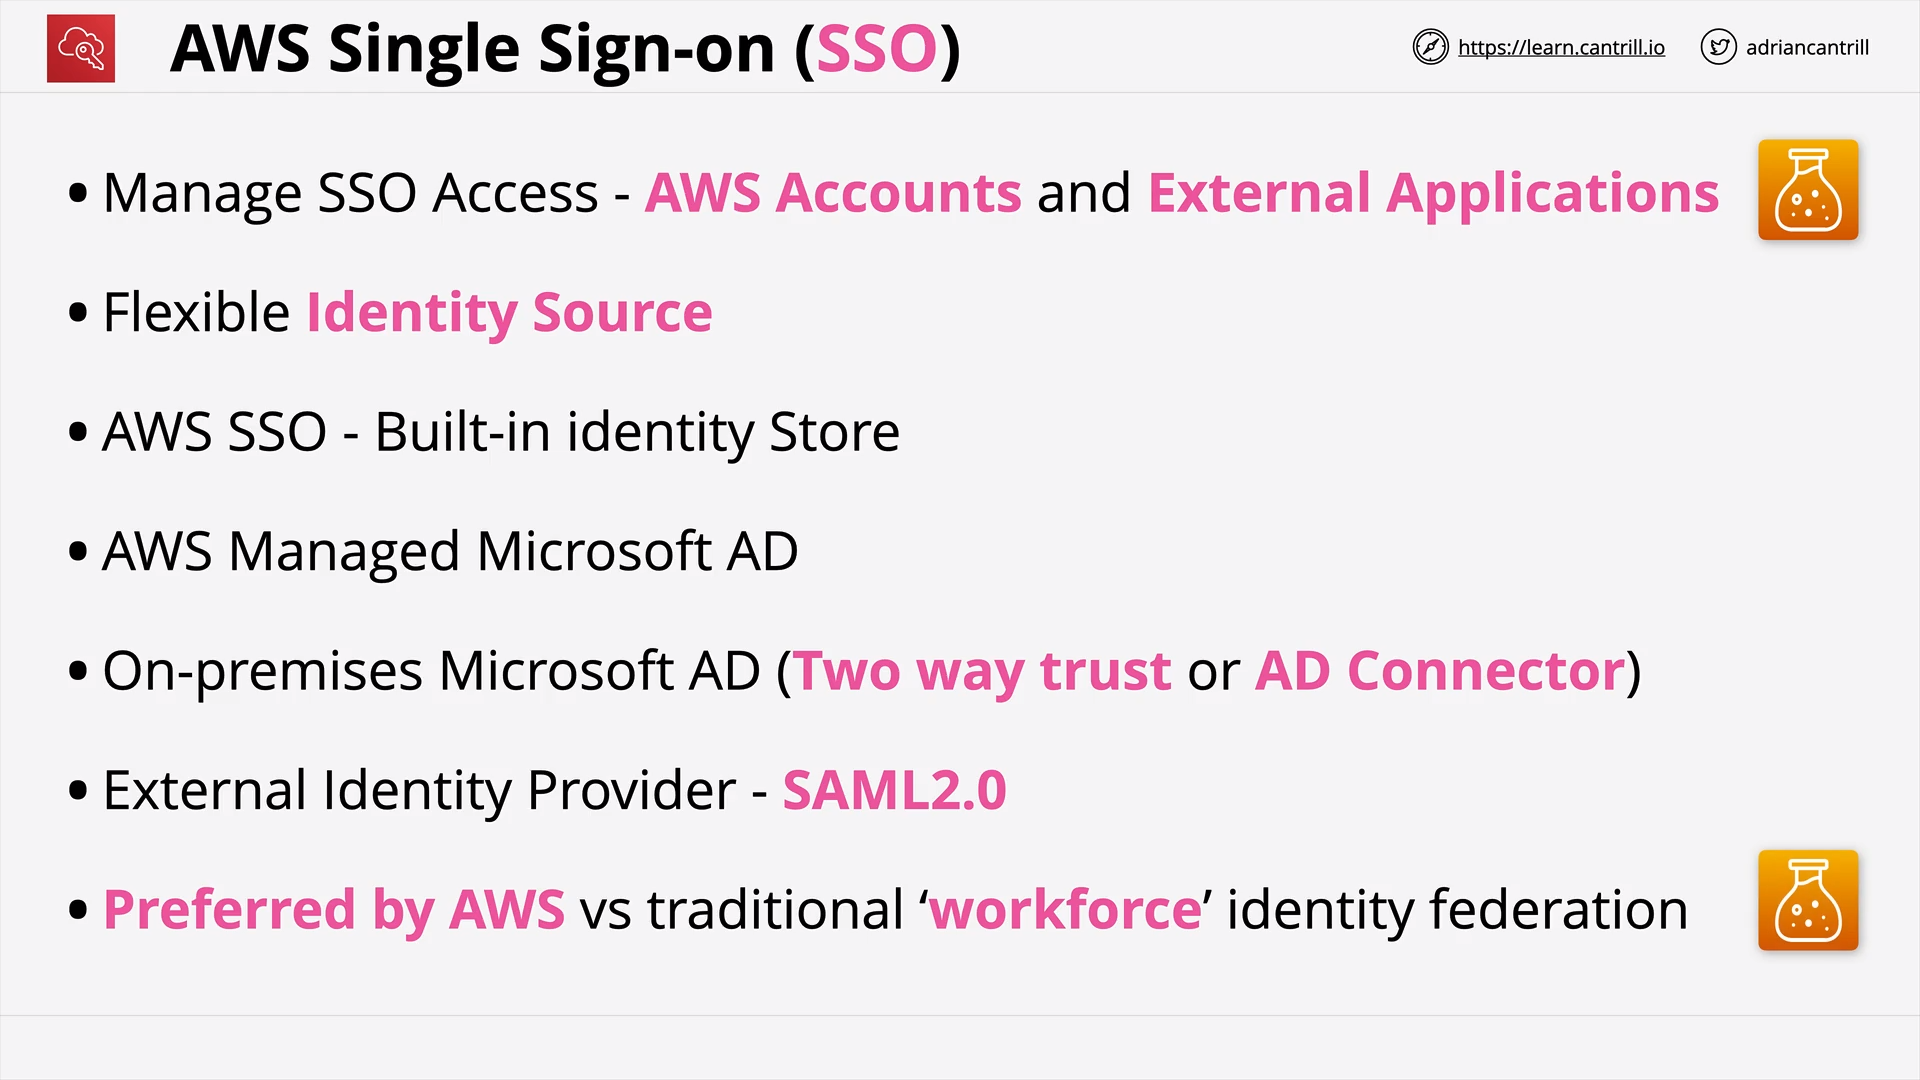 AWS Single Sign-on (SSO)
https://learn.cantrill.io
adriancantrill
• Manage SSO Access - AWS Accounts and External Applications
• Flexible Identity Source
• AWS SSO - Built-in identity Store
• AWS Managed Microsoft AD
• On-premises Microsoft AD (Two way trust or AD Connector)
• External Identity Provider - SAML2.0
• Preferred by AWS vs traditional ‘workforce’ identity federation